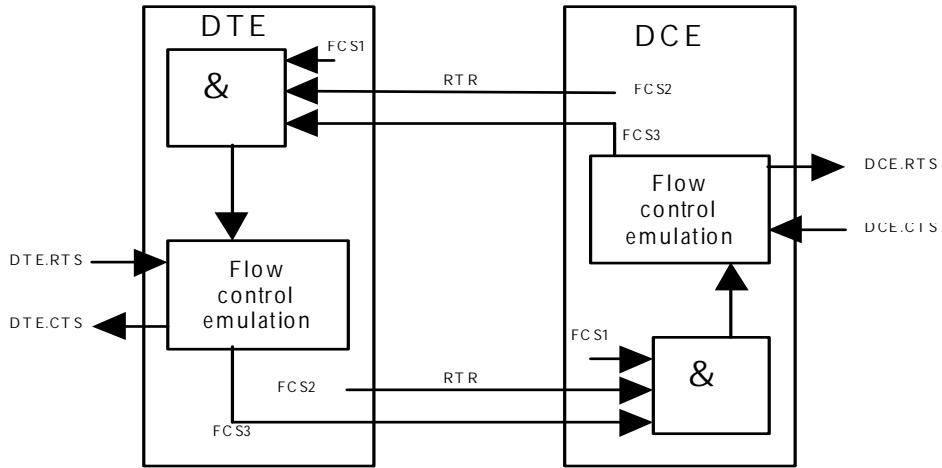 DTE
DCE
FCS1
&
RTR
FCS2
FCS3
Flow
control
emulation
DCE.RTS
DCE.CTS
DTE.RTS
DTE.CTS
Flow
control
emulation
FCS1
&
FCS2
RTR
FCS3